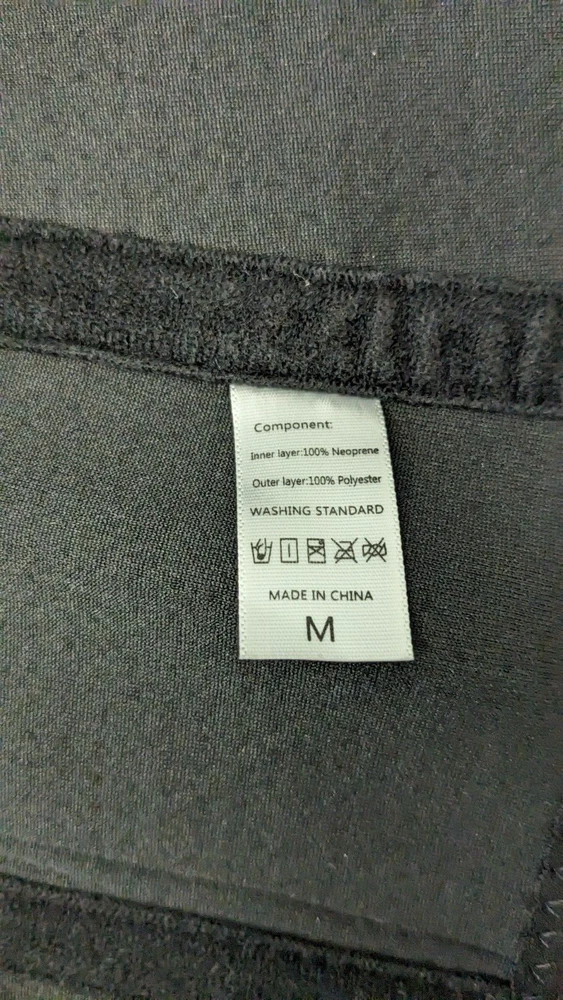 Component:
Inner layer:100% Neoprene
Outer layer:100% Polyester
WASHING STANDARD
MADE IN CHINA
M